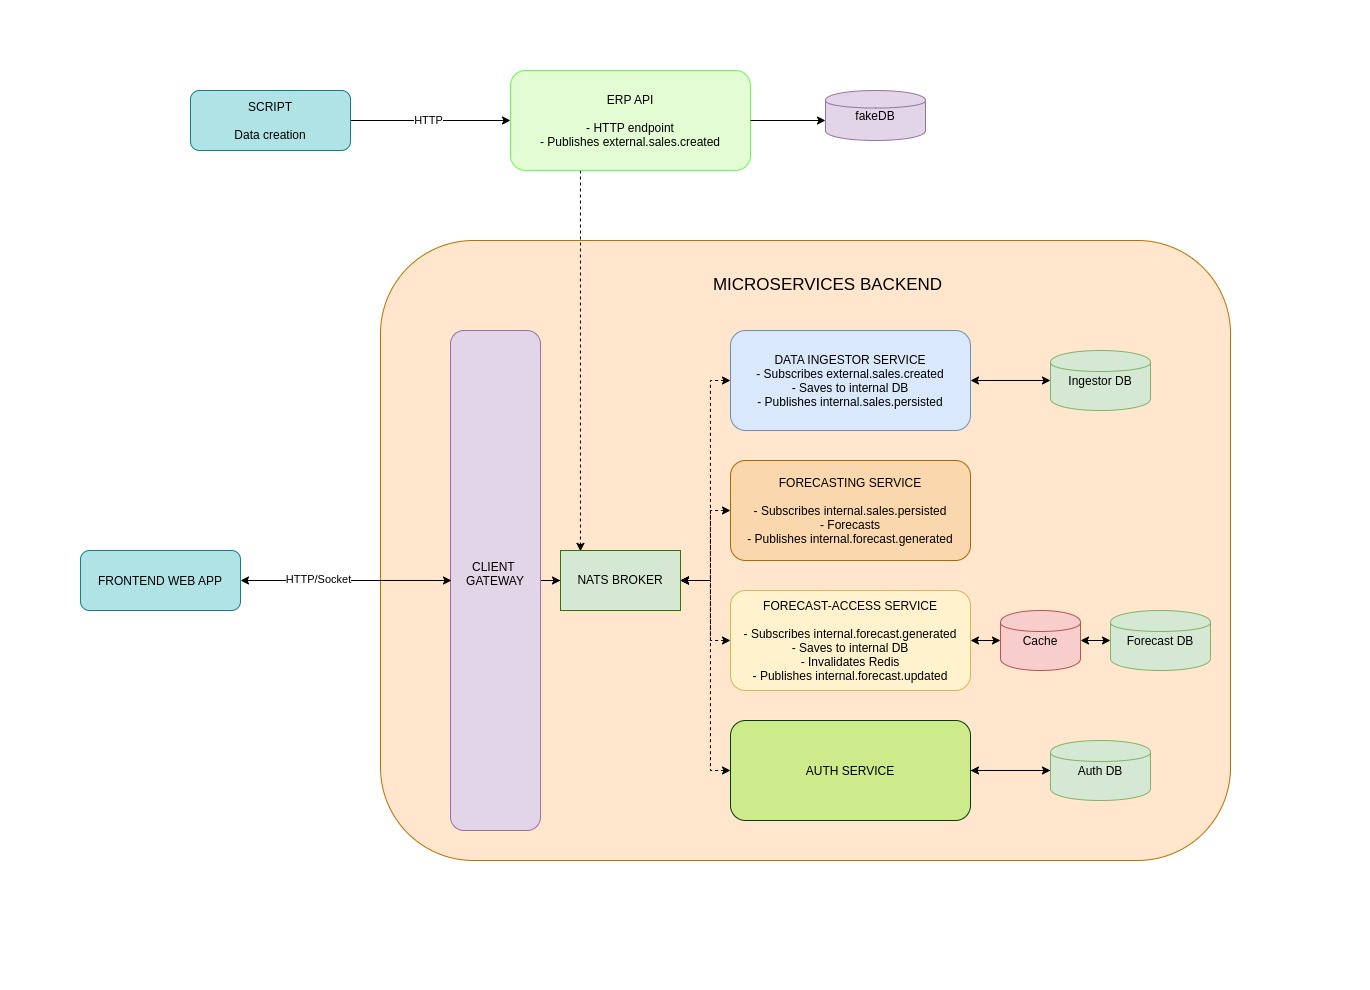 SCRIPT
Data creation
HTTP
ERP API
- HTTP endpoint
- Publishes external.sales.created
fakeDB
MICROSERVICES BACKEND
DATA INGESTOR SERVICE
- Subscribes external.sales.created
- Saves to internal DB
- Publishes internal.sales.persisted
Ingestor DB
FORECASTING SERVICE
- Subscribes internal.sales.persisted
- Forecasts
- Publishes internal.forecast.generated
FRONTEND WEB APP
HTTP/Socket
CLIENT
GATEWAY
NATS BROKER
FORECAST-ACCESS SERVICE
- Subscribes internal.forecast.generated
- Saves to internal DB
- Invalidates Redis
- Publishes internal.forecast.updated
Cache
Forecast DB
AUTH SERVICE
Auth DB